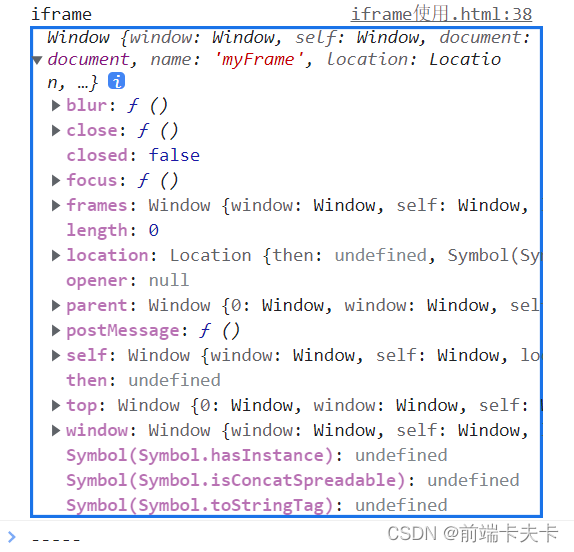 iframe iframe使用.html:38
Window {window: Window, self: Window, document:
document, name: 'myFrame', location: Locatio
n, …} i
blur: ƒ ()
close: ƒ ()
closed: false
focus: ƒ ()
frames: Window {window: Window, self: Window,
length: 0
location: Location {then: undefined, Symbol(Sy
opener: null
parent: Window {0: Window, window: Window, sel
postMessage: ƒ ()
self: Window {window: Window, self: Window, lo
then: undefined
top: Window {0: Window, window: Window, self: W
window: Window {window: Window, self: Window,
Symbol(Symbol.hasInstance): undefined
Symbol(Symbol.isConcatSpreadable): undefined
Symbol(Symbol.toStringTag): undefined
-----
CSDN @前端卡夫卡